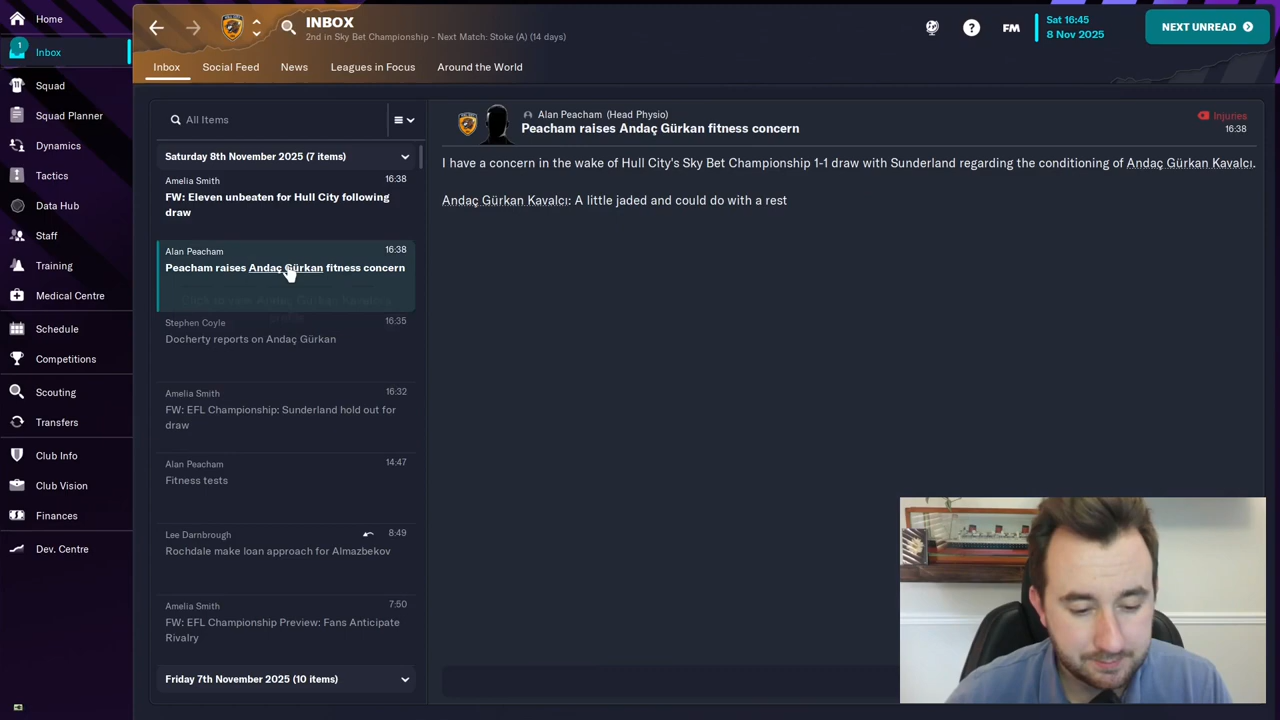 Home
1
Inbox
Squad
Squad Planner
Dynamics
Tactics
Data Hub
Staff
Training
Medical Centre
Schedule
Competitions
Scouting
Transfers
Club Info
Club Vision
Finances
Dev. Centre
INBOX
2nd in Sky Bet Championship - Next Match: Stoke (A) (14 days)
FM
Sat 16:45
8 Nov 2025
NEXT UNREAD
Inbox
Social Feed
News
Leagues in Focus
Around the World
All Items
Saturday 8th November 2025 (7 items)
Amelia Smith
16:38
FW: Eleven unbeaten for Hull City following
draw
Alan Peacham
16:38
Peacham raises Andaç Gürkan fitness concern
Stephen Coyle
16:35
Docherty reports on Andaç Gürkan
Amelia Smith
16:32
FW: EFL Championship: Sunderland hold out for
draw
Alan Peacham
14:47
Fitness tests
Lee Darnbrough
8:49
Rochdale make loan approach for Almazbekov
Amelia Smith
7:50
FW: EFL Championship Preview: Fans Anticipate
Rivalry
Friday 7th November 2025 (10 items)
Alan Peacham (Head Physio)
Peacham raises Andaç Gürkan fitness concern
Injuries
16:38
I have a concern in the wake of Hull City's Sky Bet Championship 1-1 draw with Sunderland regarding the conditioning of Andaç Gürkan Kavalcı.
Andaç Gürkan Kavalcı: A little jaded and could do with a rest